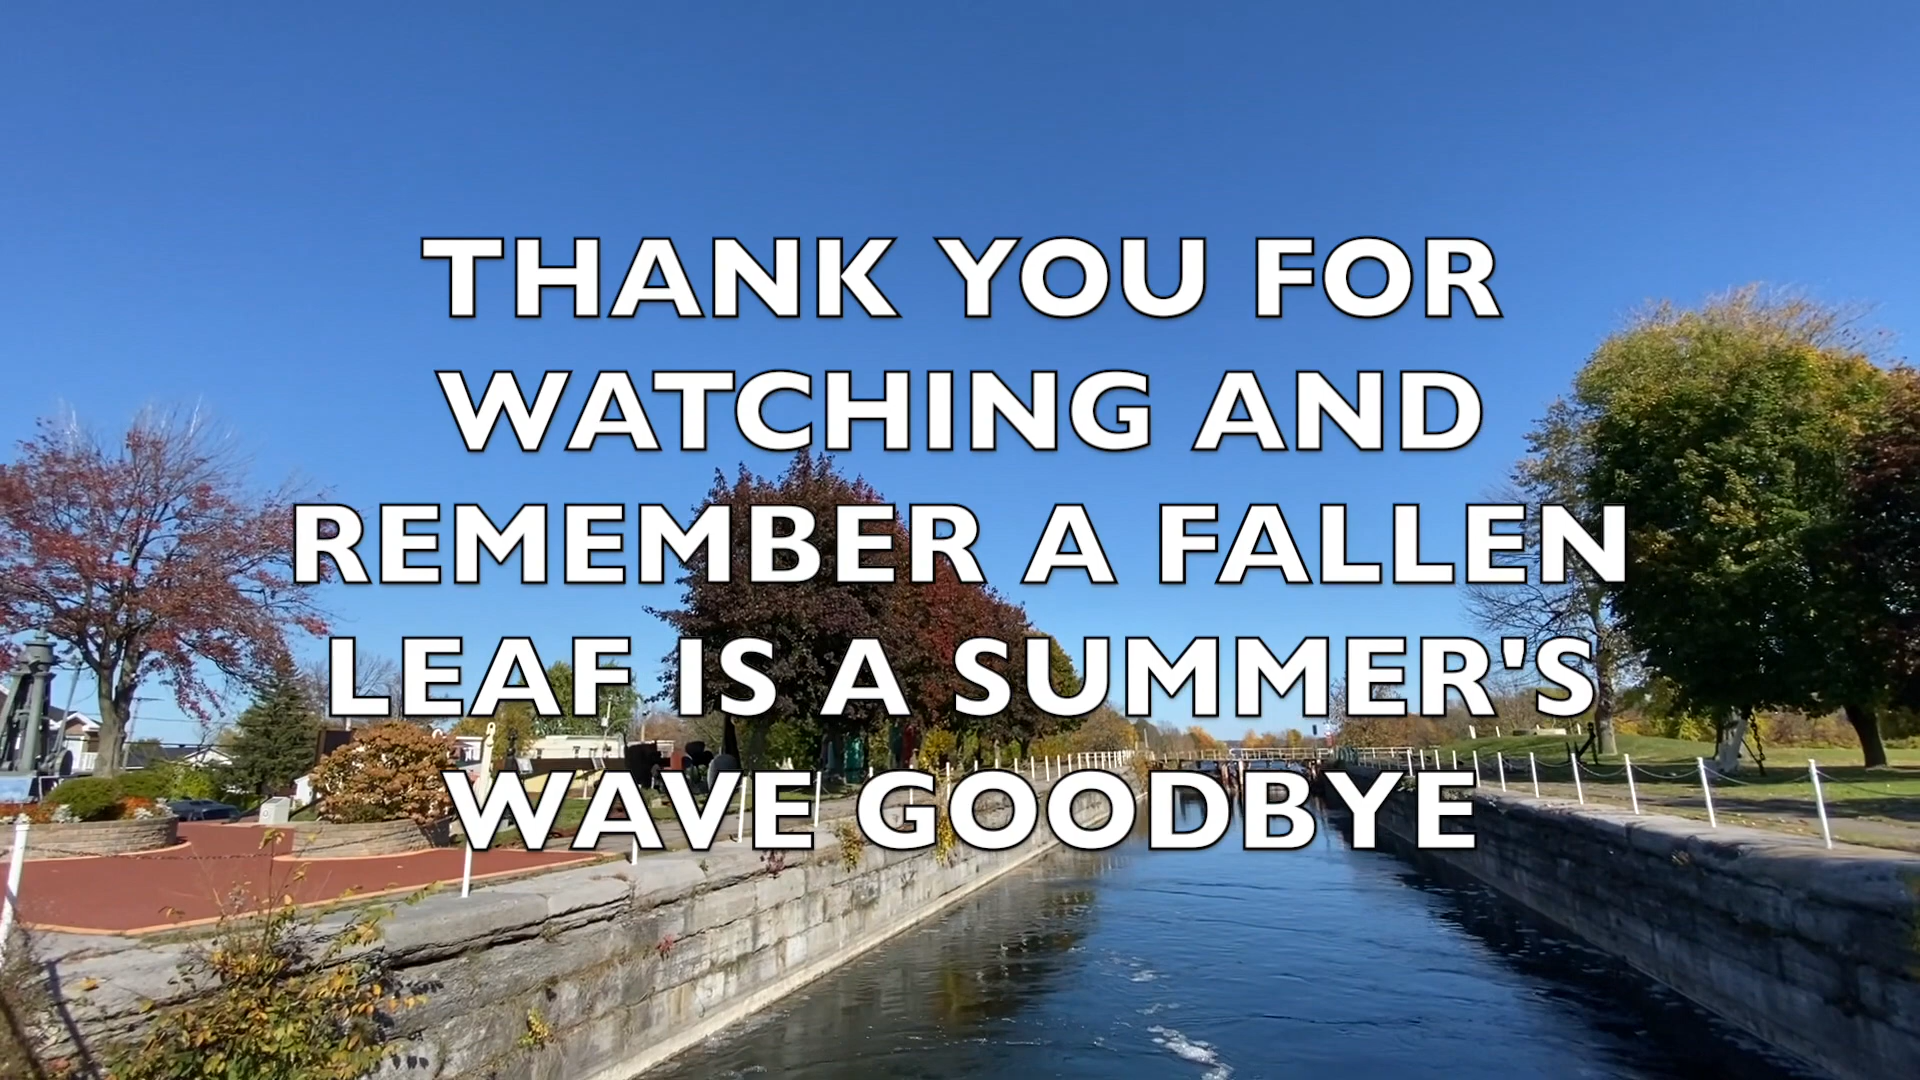 THANK YOU FOR
WATCHING AND
REMEMBER A FALLEN
LEAF IS A SUMMER'S
WAVE GOODBYE